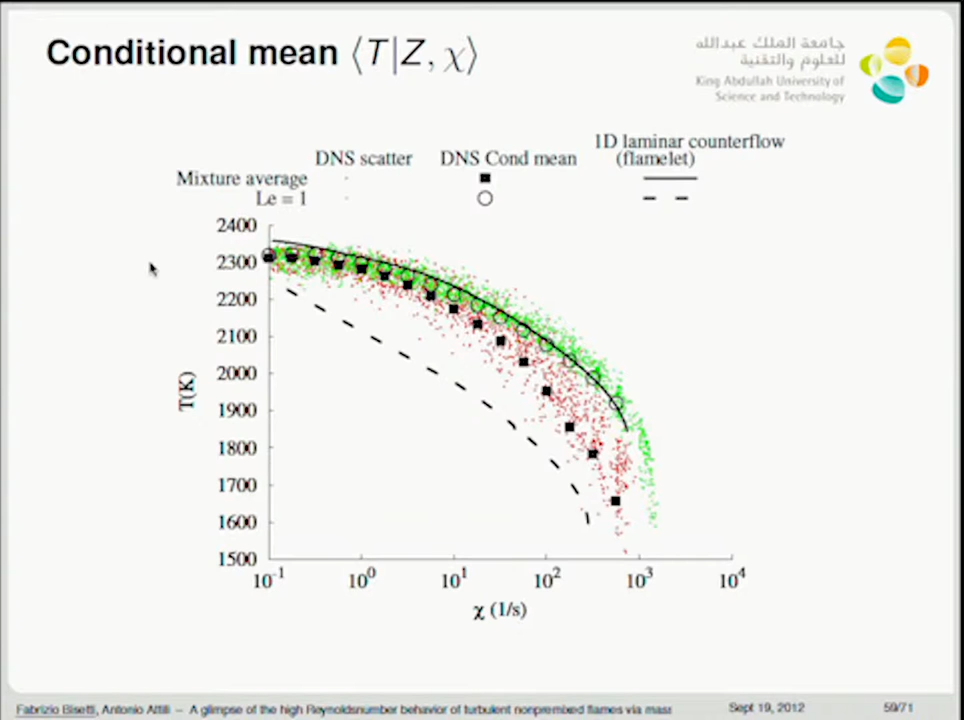 Conditional mean ⟨T|Z, χ⟩
جامعة الملك عبدالله
للعلوم والتقنية
King Abdullah University of
Science and Technology
1D laminar counterflow
DNS scatter DNS Cond mean (flamelet)
Mixture average
Le = 1
2400
2300
2200
2100
2000
1900
1800
1700
1600
1500
T(K)
10⁻¹ 10⁰ 10¹ 10² 10³ 10⁴
χ (1/s)
Fabrizio Bisetti, Antonio Attili – A glimpse of the high Reynoldsnumber behavior of turbulent nonpremixed flames via mass Sept 19, 2012 59/71